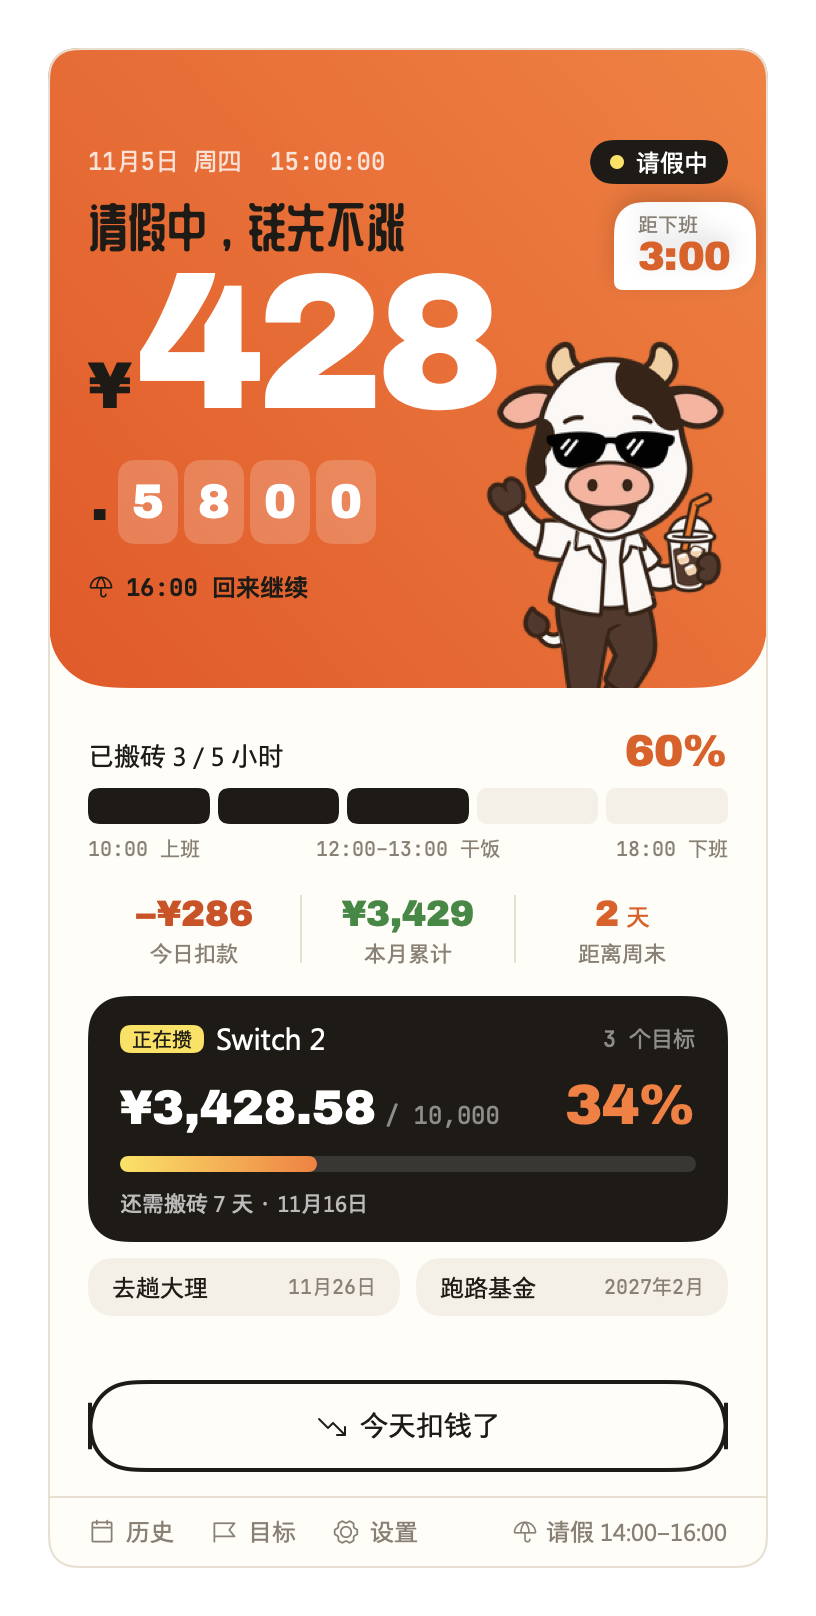 11月5日 周四 15:00:00
请假中
请假中，钱先不涨
距下班
3:00
¥428
.5800
16:00 回来继续
已搬砖 3 / 5 小时
60%
10:00 上班
12:00–13:00 干饭
18:00 下班
–¥286
¥3,429
2 天
今日扣款
本月累计
距离周末
正在攒 Switch 2
3 个目标
¥3,428.58 / 10,000
34%
还需搬砖 7 天 · 11月16日
去趟大理 11月26日
跑路基金 2027年2月
今天扣钱了
历史 目标 设置 请假 14:00–16:00